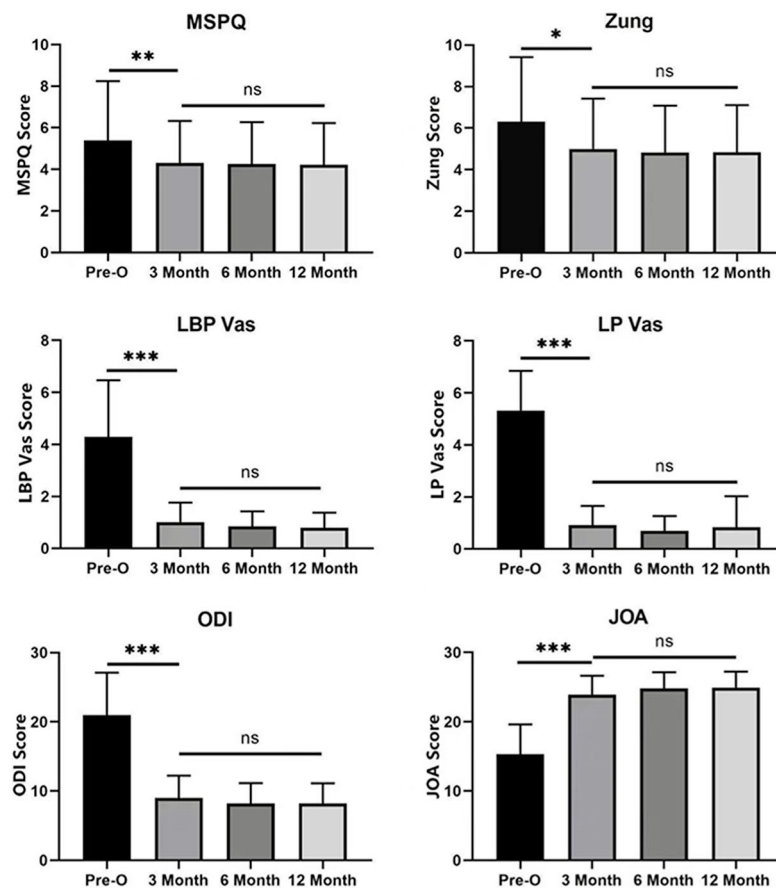 MSPQ
**
ns
MSPQ Score
10
8
6
4
2
0
Pre-O 3 Month 6 Month 12 Month
Zung
*
ns
Zung Score
10
8
6
4
2
0
Pre-O 3 Month 6 Month 12 Month
LBP Vas
***
ns
LBP Vas Score
8
6
4
2
0
Pre-O 3 Month 6 Month 12 Month
LP Vas
***
ns
LP Vas Score
8
6
4
2
0
Pre-O 3 Month 6 Month 12 Month
ODI
***
ns
ODI Score
30
20
10
0
Pre-O 3 Month 6 Month 12 Month
JOA
***
ns
JOA Score
30
20
10
0
Pre-O 3 Month 6 Month 12 Month